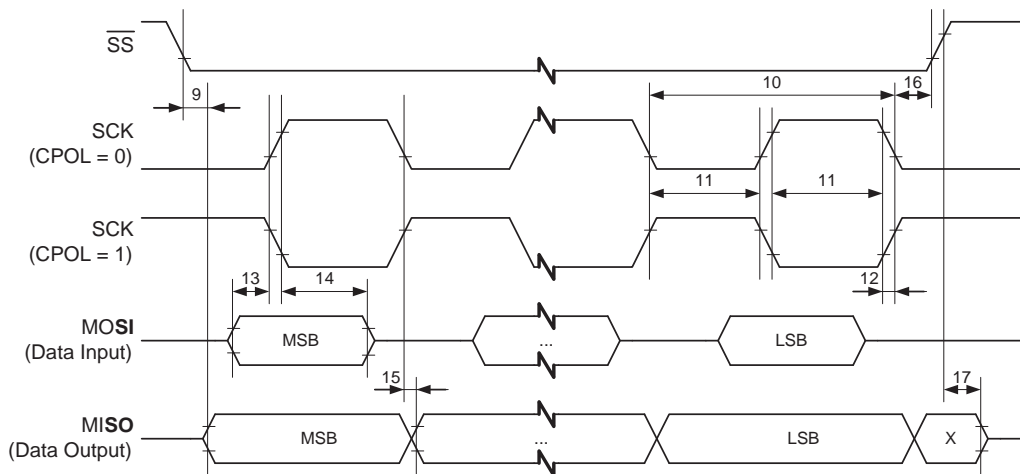 SS
10
9
16
SCK
(CPOL = 0)
11
11
SCK
(CPOL = 1)
13
14
12
MOSI
(Data Input)
MSB
...
LSB
15
17
MISO
(Data Output)
MSB
...
LSB
X